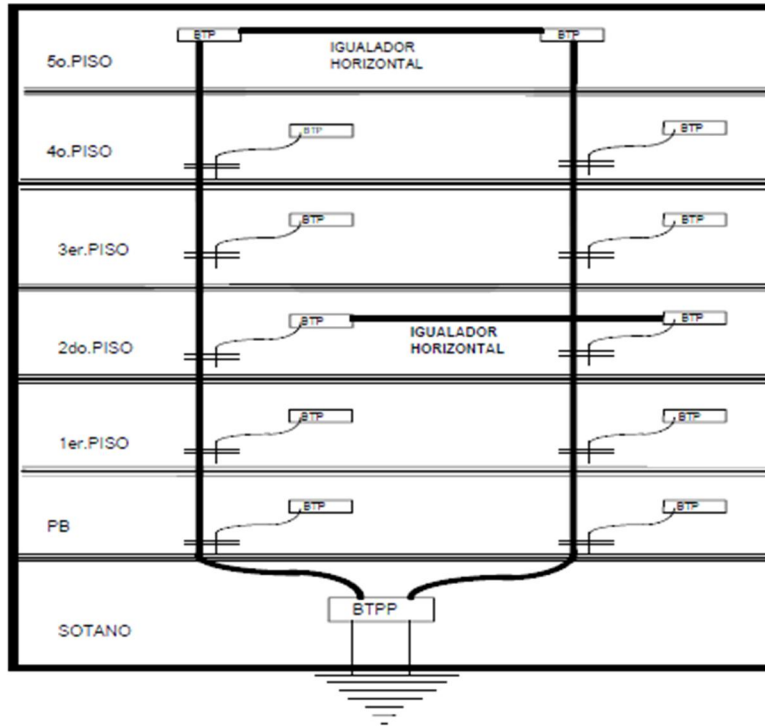 BTP
BTP
IGUALADOR
HORIZONTAL
5o.PISO
BTP
BTP
4o.PISO
BTP
BTP
3er.PISO
BTP
BTP
IGUALADOR
HORIZONTAL
2do.PISO
BTP
BTP
1er.PISO
BTP
BTP
PB
BTPP
SOTANO